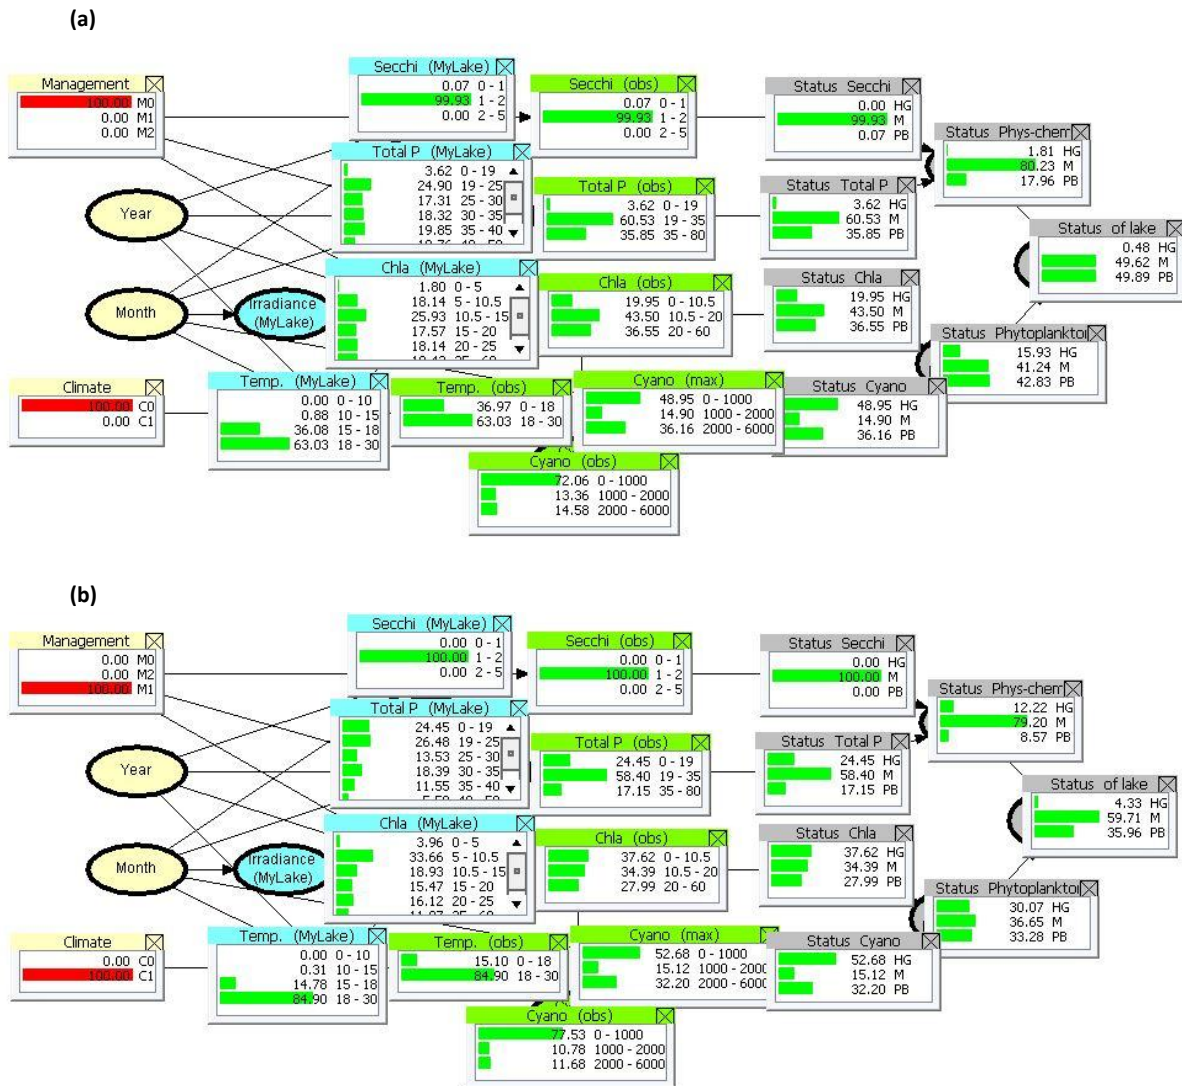 (a)
Management
100.00 M0
0.00 M1
0.00 M2
Year
Month
Irradiance
(MyLake)
Climate
100.00 C0
0.00 C1
Secchi (MyLake)
0.07 0 - 1
99.93 1 - 2
0.00 2 - 5
Total P (MyLake)
3.62 0 - 19
24.90 19 - 25
17.31 25 - 30
18.32 30 - 35
19.85 35 - 40
Chla (MyLake)
1.80 0 - 5
18.14 5 - 10.5
25.93 10.5 - 15
17.57 15 - 20
18.14 20 - 25
Temp. (MyLake)
0.00 0 - 10
0.88 10 - 15
36.08 15 - 18
63.03 18 - 30
Secchi (obs)
0.07 0 - 1
99.93 1 - 2
0.00 2 - 5
Total P (obs)
3.62 0 - 19
60.53 19 - 35
35.85 35 - 80
Chla (obs)
19.95 0 - 10.5
43.50 10.5 - 20
36.55 20 - 60
Temp. (obs)
36.97 0 - 18
63.03 18 - 30
Cyano (max)
48.95 0 - 1000
14.90 1000 - 2000
36.16 2000 - 6000
Cyano (obs)
72.06 0 - 1000
13.36 1000 - 2000
14.58 2000 - 6000
Status Secchi
0.00 HG
99.93 M
0.07 PB
Status Total P
3.62 HG
60.53 M
35.85 PB
Status Chla
19.95 HG
43.50 M
36.55 PB
Status Cyano
48.95 HG
14.90 M
36.16 PB
Status Phys-chem
1.81 HG
80.23 M
17.96 PB
Status of lake
0.48 HG
49.62 M
49.89 PB
Status Phytoplankton
15.93 HG
41.24 M
42.83 PB
(b)
Management
0.00 M0
0.00 M2
100.00 M1
Year
Month
Irradiance
(MyLake)
Climate
0.00 C0
100.00 C1
Secchi (MyLake)
0.00 0 - 1
100.00 1 - 2
0.00 2 - 5
Total P (MyLake)
24.45 0 - 19
26.48 19 - 25
13.53 25 - 30
18.39 30 - 35
11.55 35 - 40
Chla (MyLake)
3.96 0 - 5
33.66 5 - 10.5
18.93 10.5 - 15
15.47 15 - 20
16.12 20 - 25
Temp. (MyLake)
0.00 0 - 10
0.31 10 - 15
14.78 15 - 18
84.90 18 - 30
Secchi (obs)
0.00 0 - 1
100.00 1 - 2
0.00 2 - 5
Total P (obs)
24.45 0 - 19
58.40 19 - 35
17.15 35 - 80
Chla (obs)
37.62 0 - 10.5
34.39 10.5 - 20
27.99 20 - 60
Temp. (obs)
15.10 0 - 18
84.90 18 - 30
Cyano (max)
52.68 0 - 1000
15.12 1000 - 2000
32.20 2000 - 6000
Cyano (obs)
77.53 0 - 1000
10.78 1000 - 2000
11.68 2000 - 6000
Status Secchi
0.00 HG
100.00 M
0.00 PB
Status Total P
24.45 HG
58.40 M
17.15 PB
Status Chla
37.62 HG
34.39 M
27.99 PB
Status Cyano
52.68 HG
15.12 M
32.20 PB
Status Phys-chem
12.22 HG
79.20 M
8.57 PB
Status of lake
4.33 HG
59.71 M
35.96 PB
Status Phytoplankton
30.07 HG
36.65 M
33.28 PB